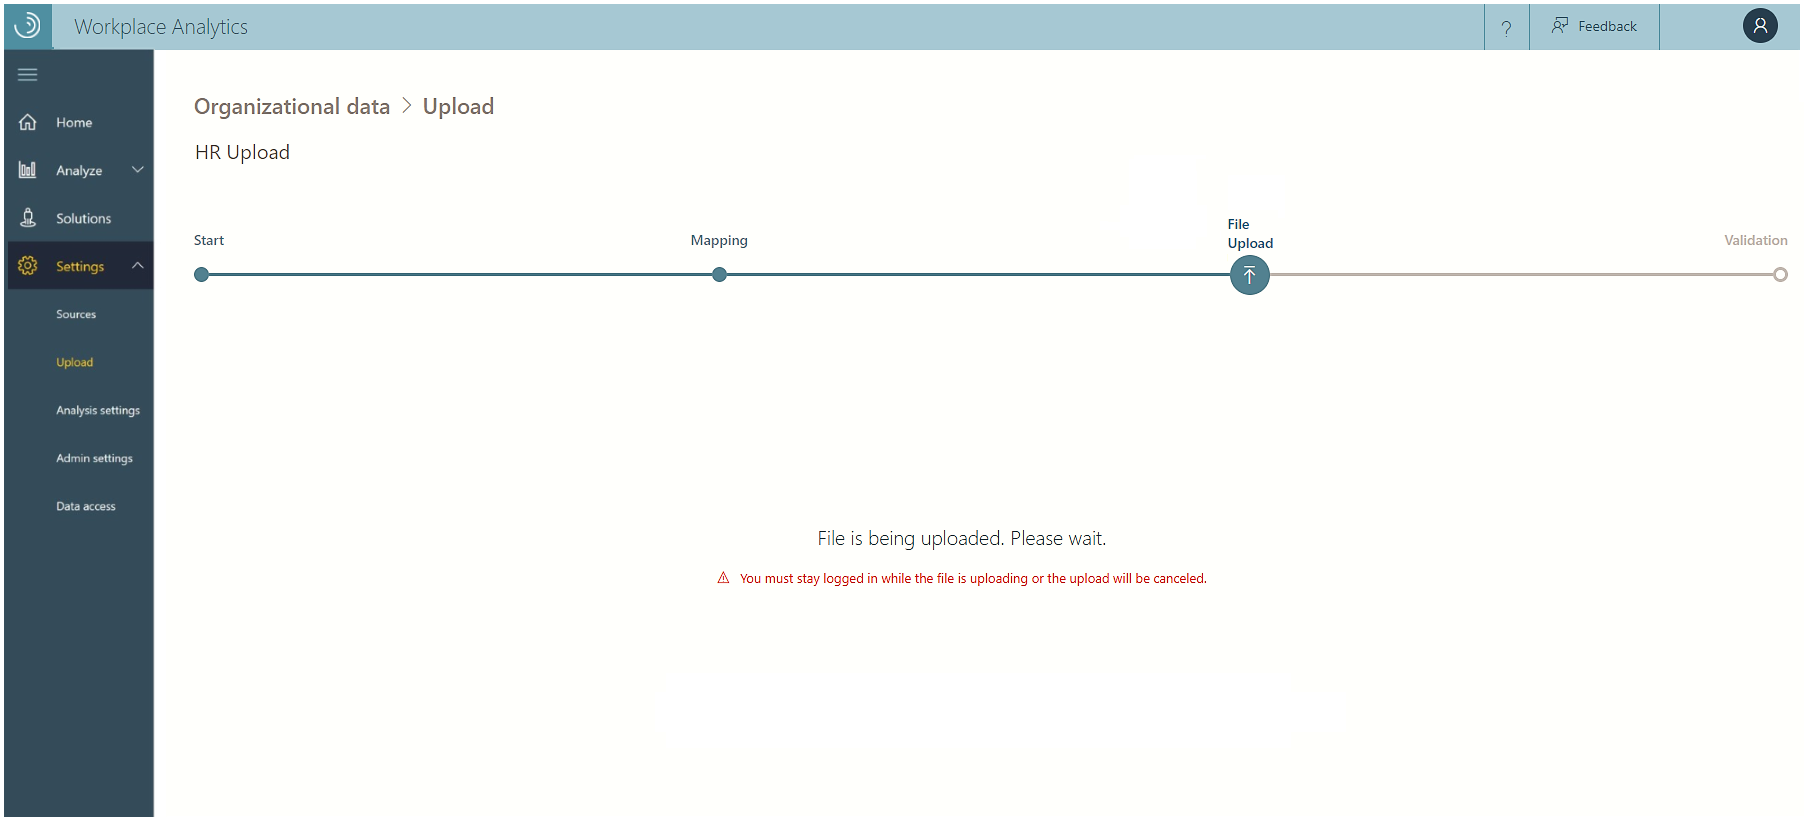 Workplace Analytics
?
Feedback
Home
Analyze
Solutions
Settings
Sources
Upload
Analysis settings
Admin settings
Data access
Organizational data > Upload
HR Upload
Start
Mapping
File
Upload
Validation
File is being uploaded. Please wait.
You must stay logged in while the file is uploading or the upload will be canceled.